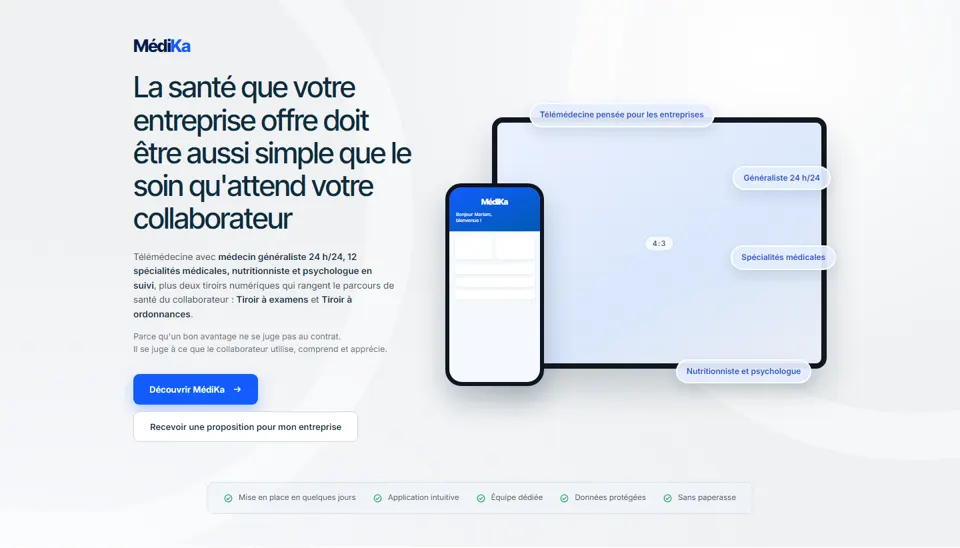 MédiKa
La santé que votre
entreprise offre doit
être aussi simple que le
soin qu'attend votre
collaborateur
Télémédecine avec médecin généraliste 24 h/24, 12
spécialités médicales, nutritionniste et psychologue en
suivi, plus deux tiroirs numériques qui rangent le parcours de
santé du collaborateur : Tiroir à examens et Tiroir à
ordonnances.
Parce qu'un bon avantage ne se juge pas au contrat.
Il se juge à ce que le collaborateur utilise, comprend et apprécie.
Découvrir MédiKa →
Recevoir une proposition pour mon entreprise
Télémédecine pensée pour les entreprises
Généraliste 24 h/24
4:3
Spécialités médicales
Nutritionniste et psychologue
MédiKa
Bonjour Mariam,
bienvenue !
Mise en place en quelques jours
Application intuitive
Équipe dédiée
Données protégées
Sans paperasse